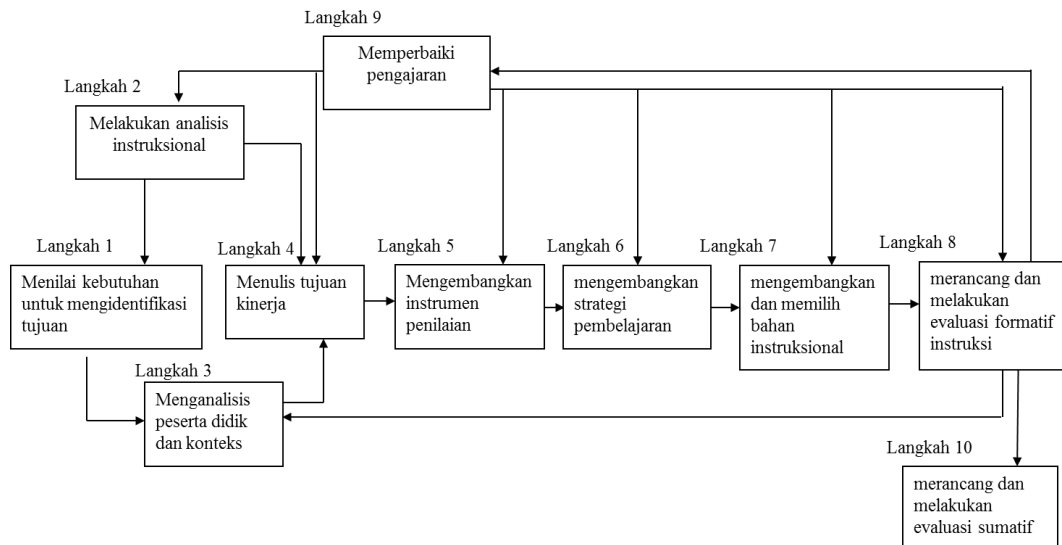 Langkah 9
Memperbaiki
pengajaran
Langkah 2
Melakukan analisis
instruksional
Langkah 1
Menilai kebutuhan
untuk mengidentifikasi
tujuan
Langkah 3
Menganalisis
peserta didik
dan konteks
Langkah 4
Menulis tujuan
kinerja
Langkah 5
Mengembangkan
instrumen
penilaian
Langkah 6
mengembangkan
strategi
pembelajaran
Langkah 7
mengembangkan
dan memilih
bahan
instruksional
Langkah 8
merancang dan
melakukan
evaluasi formatif
instruksi
Langkah 10
merancang dan
melakukan
evaluasi sumatif